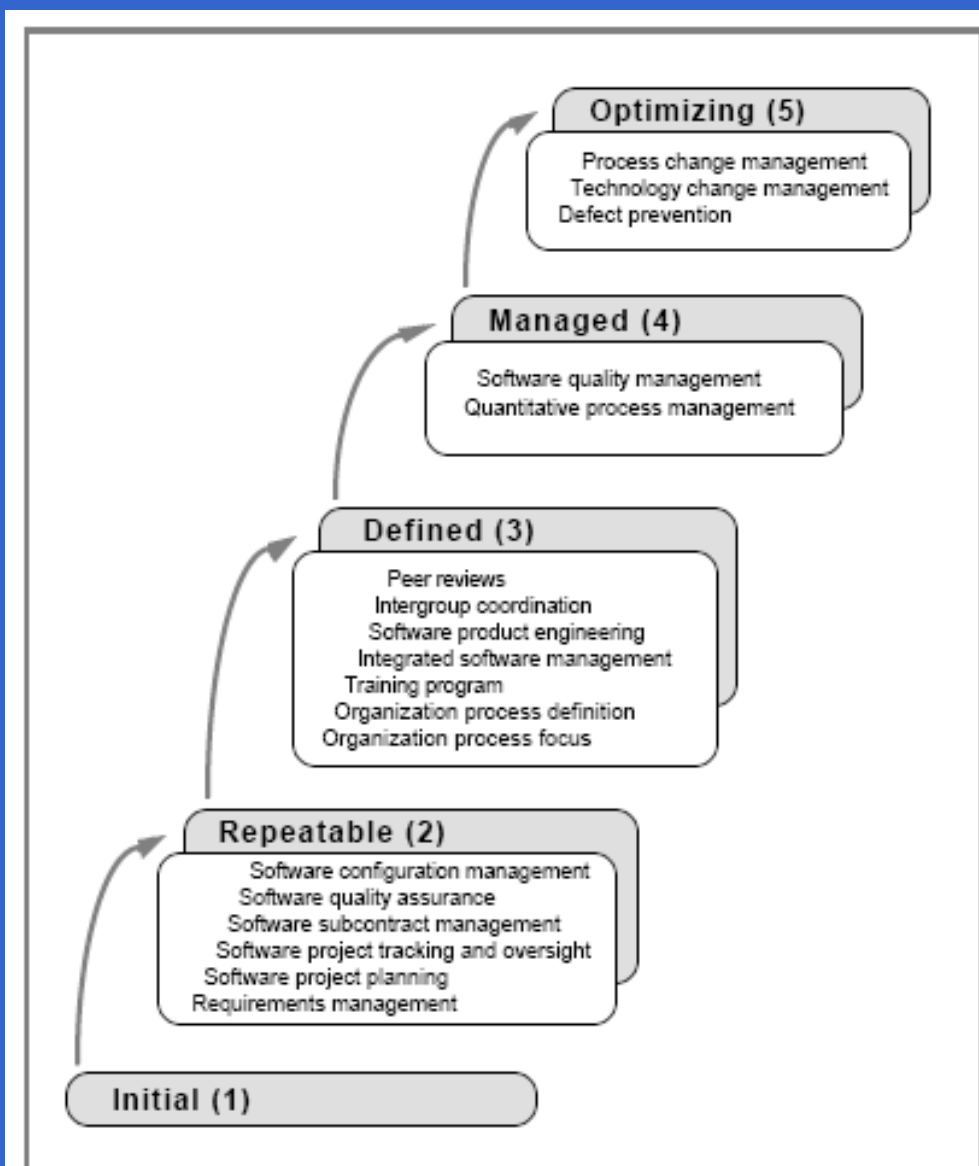 Optimizing (5)
Process change management
Technology change management
Defect prevention
Managed (4)
Software quality management
Quantitative process management
Defined (3)
Peer reviews
Intergroup coordination
Software product engineering
Integrated software management
Training program
Organization process definition
Organization process focus
Repeatable (2)
Software configuration management
Software quality assurance
Software subcontract management
Software project tracking and oversight
Software project planning
Requirements management
Initial (1)